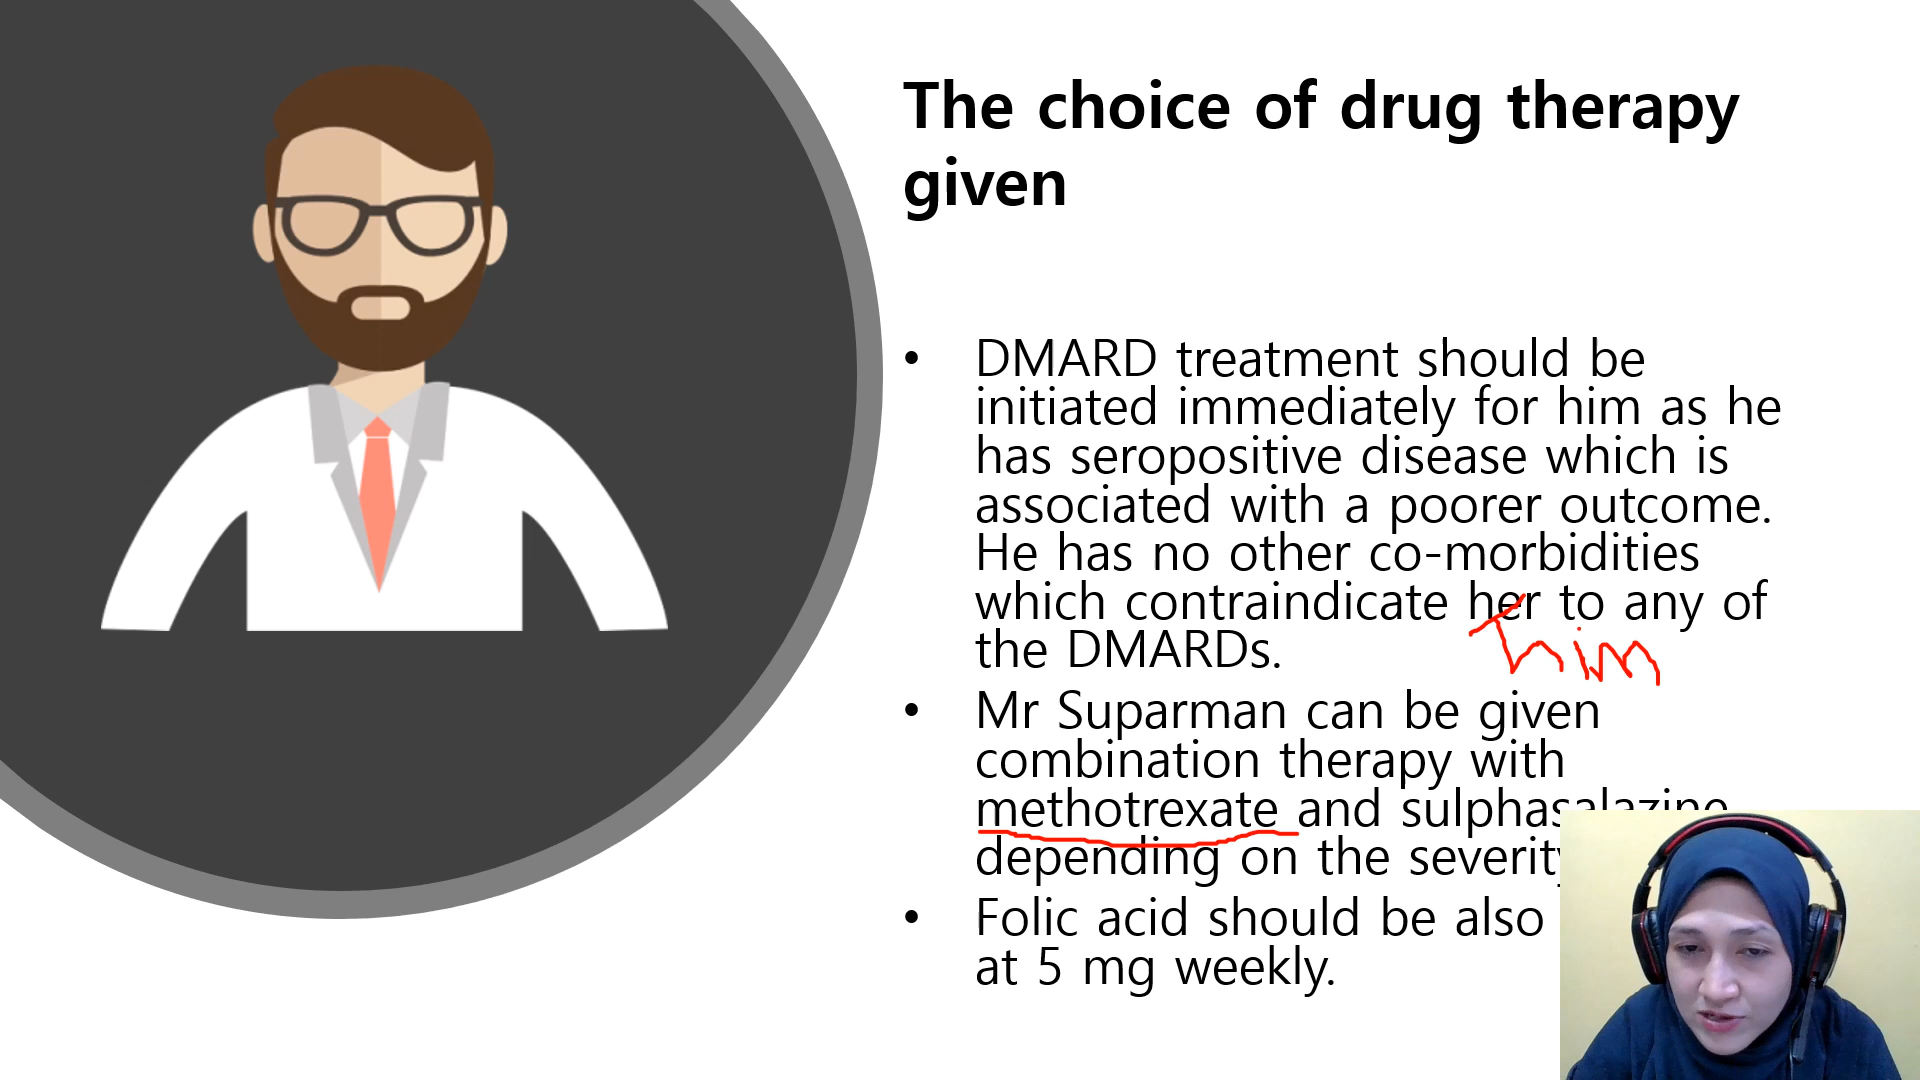 The choice of drug therapy
given
• DMARD treatment should be
initiated immediately for him as he
has seropositive disease which is
associated with a poorer outcome.
He has no other co-morbidities
which contraindicate her to any of
the DMARDs.
him
• Mr Suparman can be given
combination therapy with
methotrexate and sulphasalazine
depending on the severity
• Folic acid should be also
at 5 mg weekly.